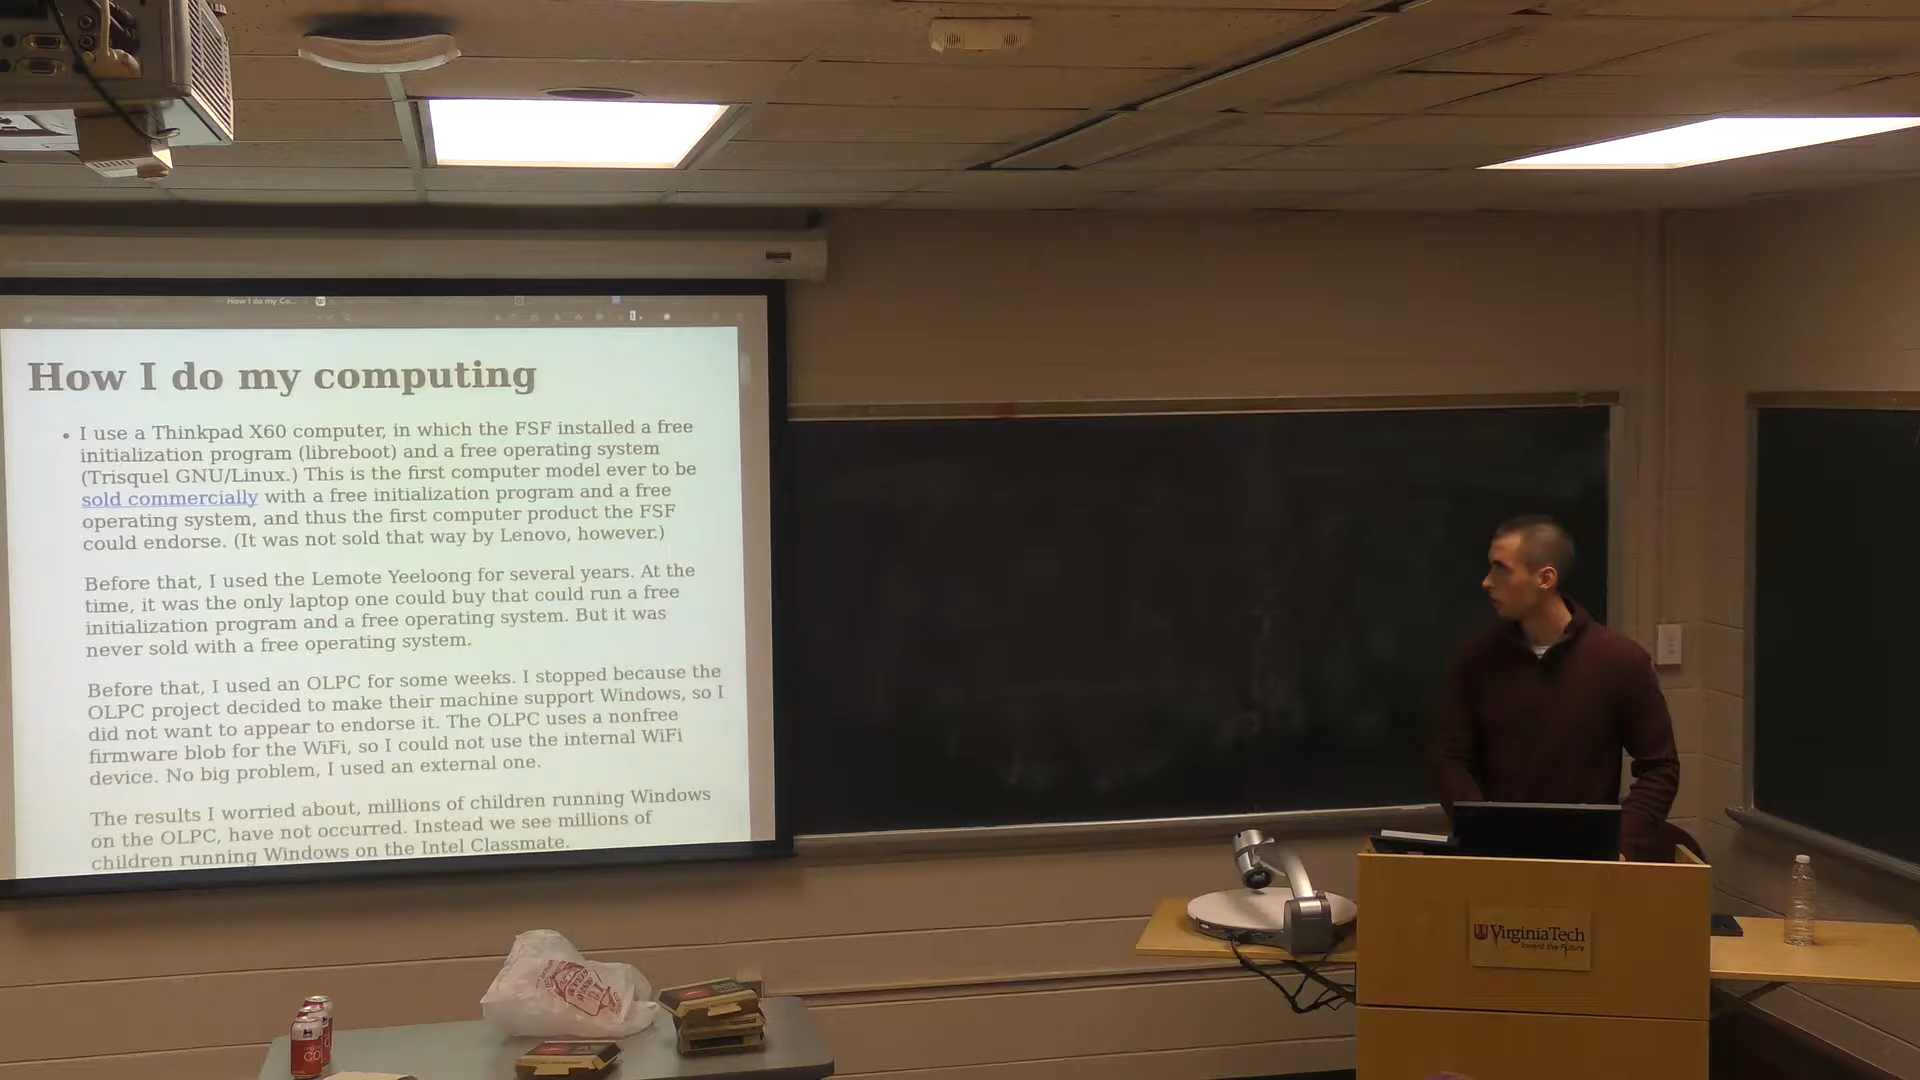 How I do my Co...
How I do my computing
• I use a Thinkpad X60 computer, in which the FSF installed a free
initialization program (libreboot) and a free operating system
(Trisquel GNU/Linux.) This is the first computer model ever to be
sold commercially with a free initialization program and a free
operating system, and thus the first computer product the FSF
could endorse. (It was not sold that way by Lenovo, however.)
Before that, I used the Lemote Yeeloong for several years. At the
time, it was the only laptop one could buy that could run a free
initialization program and a free operating system. But it was
never sold with a free operating system.
Before that, I used an OLPC for some weeks. I stopped because the
OLPC project decided to make their machine support Windows, so I
did not want to appear to endorse it. The OLPC uses a nonfree
firmware blob for the WiFi, so I could not use the internal WiFi
device. No big problem, I used an external one.
The results I worried about, millions of children running Windows
on the OLPC, have not occurred. Instead we see millions of
children running Windows on the Intel Classmate.
VirginiaTech
Invent the Future